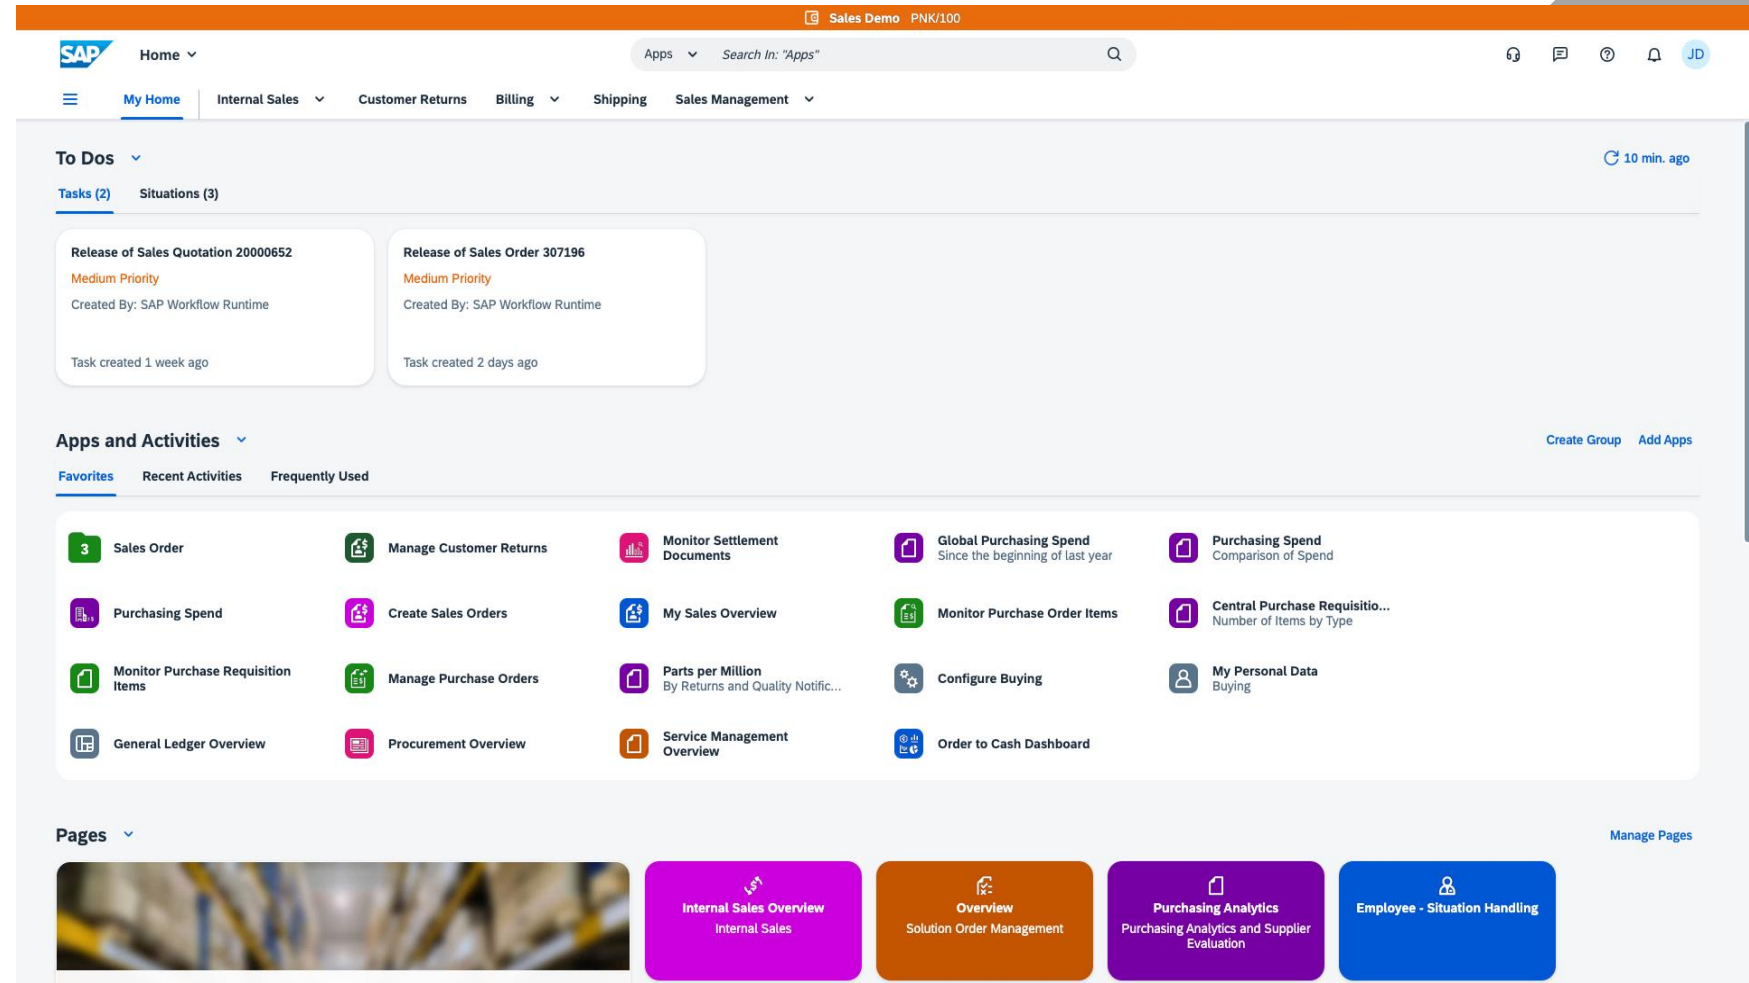 Sales Demo PNK/100
SAP Home Apps Search In: "Apps" JD
My Home Internal Sales Customer Returns Billing Shipping Sales Management
To Dos 10 min. ago
Tasks (2) Situations (3)
Release of Sales Quotation 20000652
Medium Priority
Created By: SAP Workflow Runtime
Task created 1 week ago
Release of Sales Order 307196
Medium Priority
Created By: SAP Workflow Runtime
Task created 2 days ago
Apps and Activities Create Group Add Apps
Favorites Recent Activities Frequently Used
3 Sales Order
Manage Customer Returns
Monitor Settlement
Documents
Global Purchasing Spend
Since the beginning of last year
Purchasing Spend
Comparison of Spend
Purchasing Spend
Create Sales Orders
My Sales Overview
Monitor Purchase Order Items
Central Purchase Requisitio...
Number of Items by Type
Monitor Purchase Requisition
Items
Manage Purchase Orders
Parts per Million
By Returns and Quality Notific...
Configure Buying
My Personal Data
Buying
General Ledger Overview
Procurement Overview
Service Management
Overview
Order to Cash Dashboard
Pages Manage Pages
Internal Sales Overview
Internal Sales
Overview
Solution Order Management
Purchasing Analytics
Purchasing Analytics and Supplier
Evaluation
Employee - Situation Handling